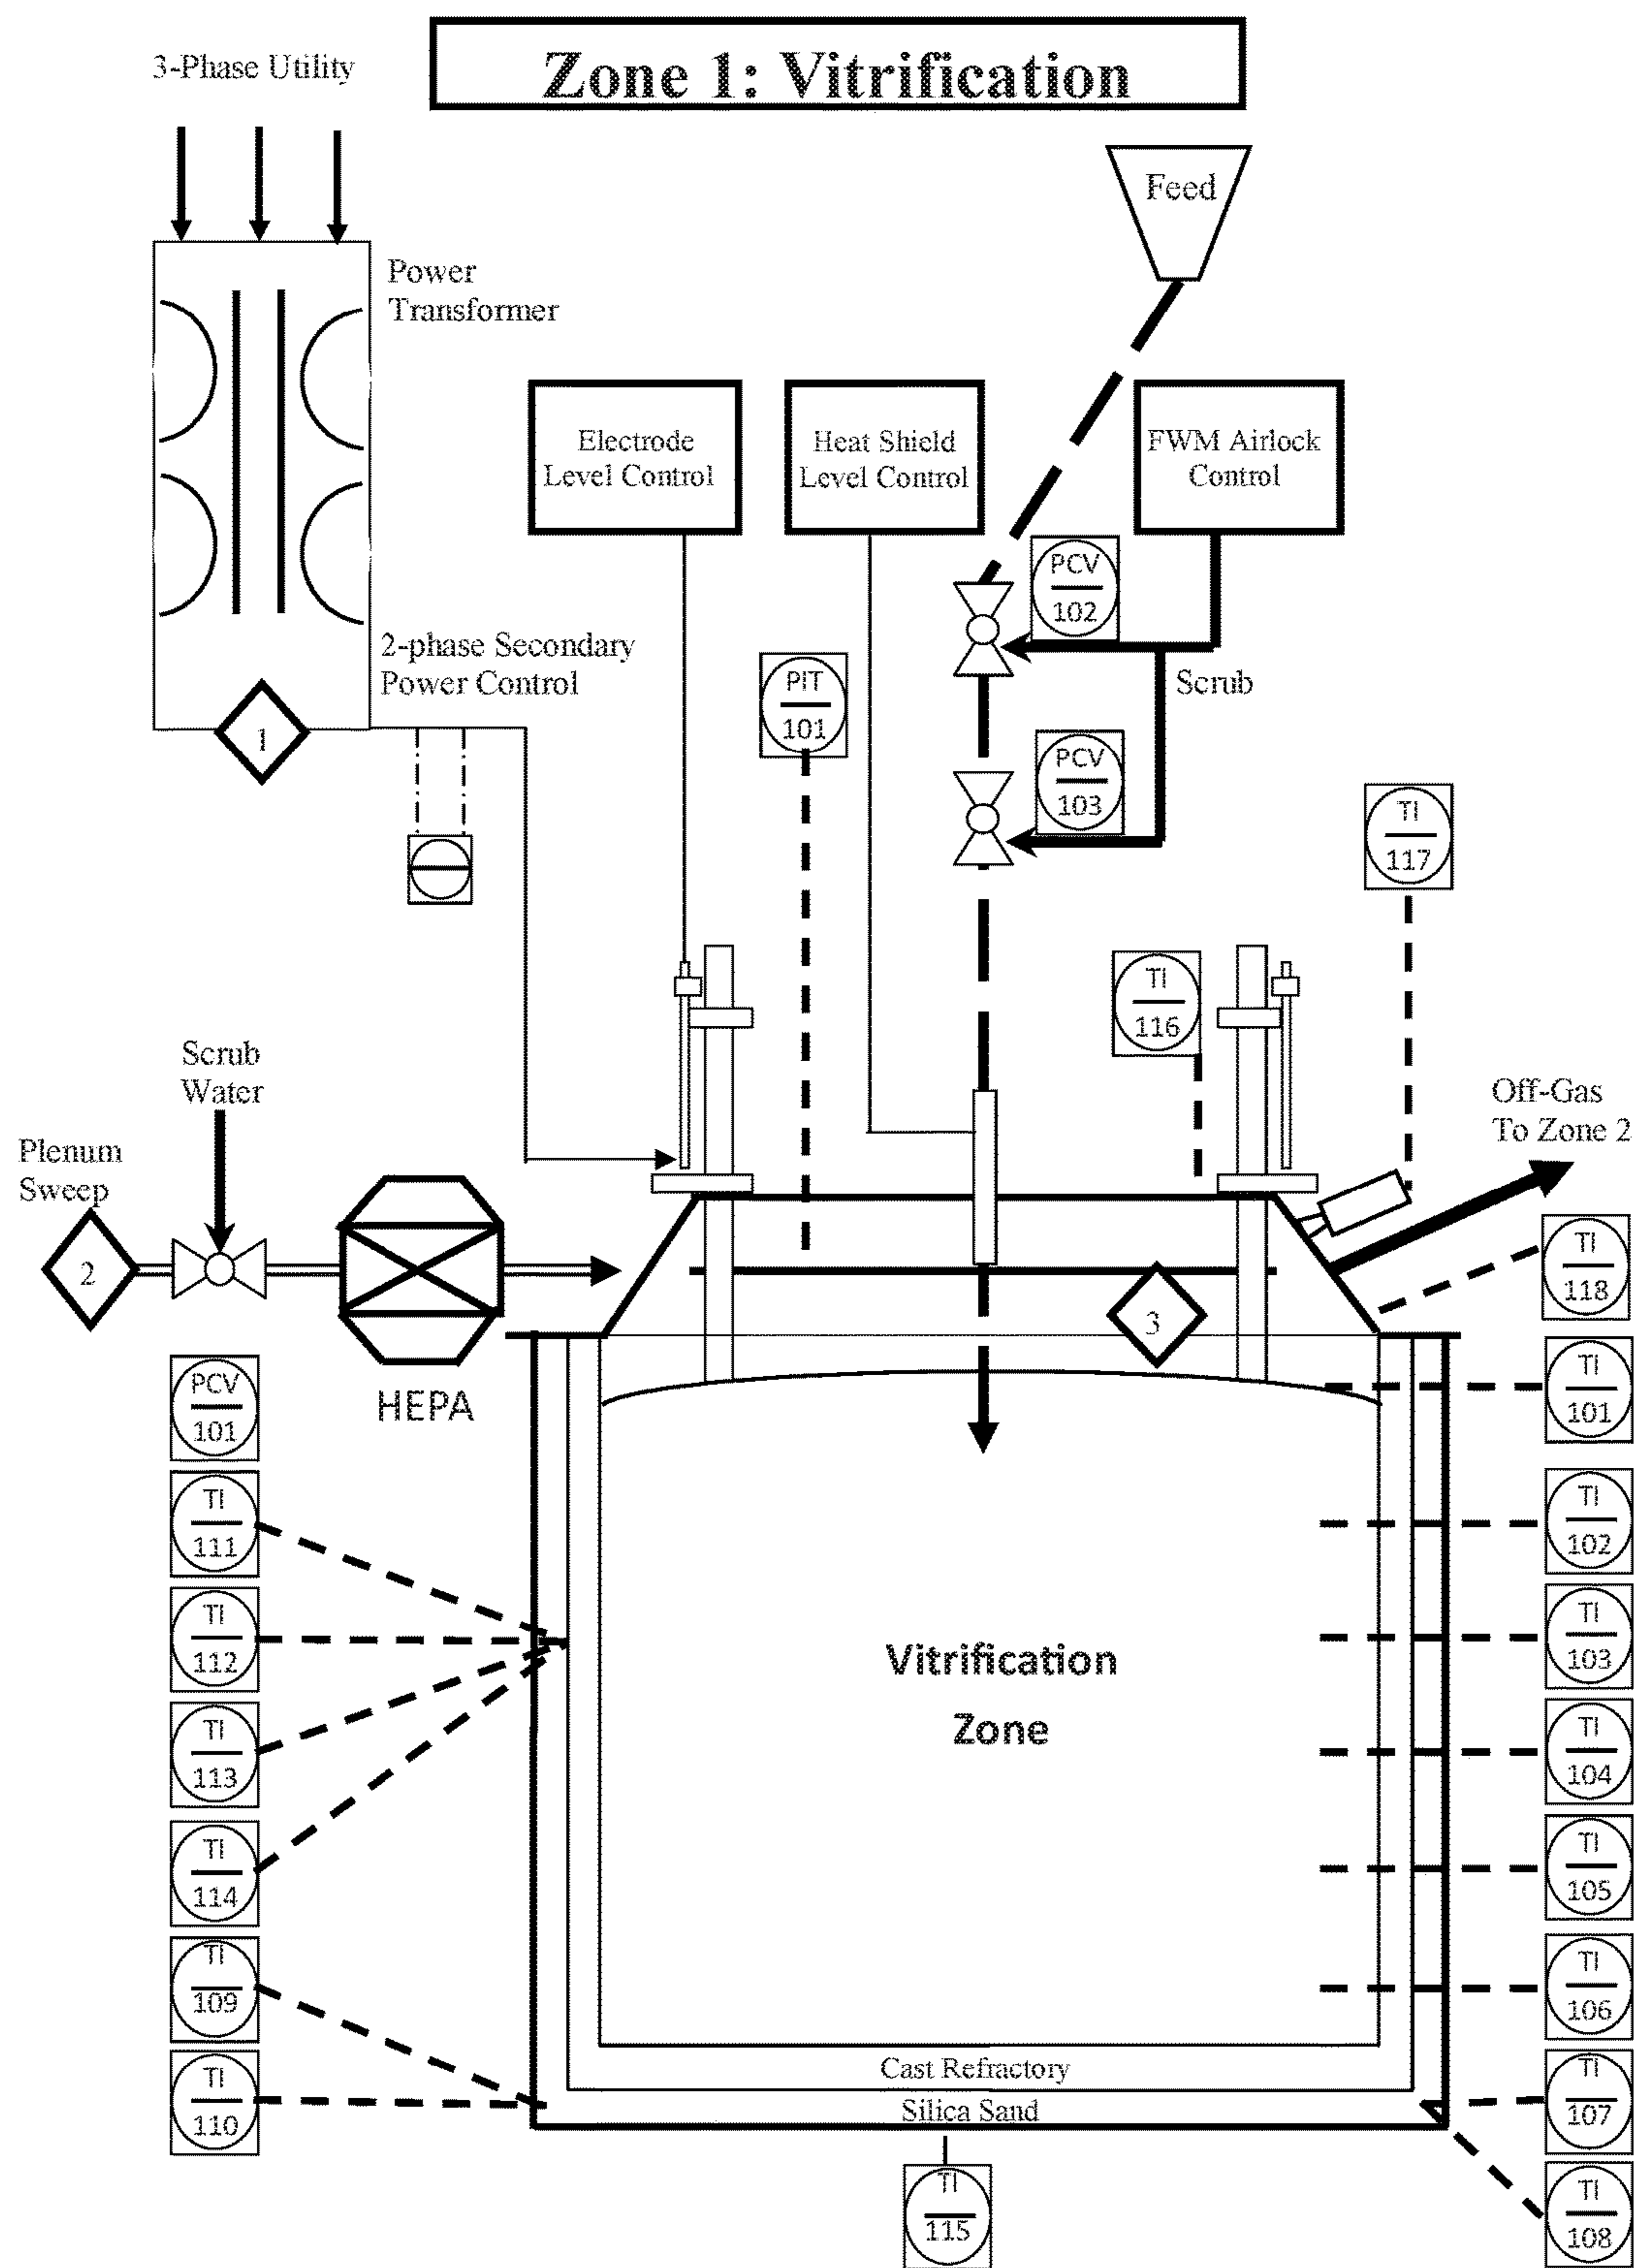 Zone 1: Vitrification
3-Phase Utility
Feed
Power
Transformer
Electrode
Level Control
Heat Shield
Level Control
FWM Airlock
Control
PCV
102
2-phase Secondary
Power Control
Scrub
PIT
101
1
PCV
103
TI
117
TI
116
Scrub
Water
Off-Gas
To Zone 2
Plenum
Sweep
2
HEPA
3
TI
118
PCV
101
TI
101
TI
111
TI
102
TI
112
TI
103
Vitrification
Zone
TI
113
TI
104
TI
114
TI
105
TI
109
TI
106
Cast Refractory
Silica Sand
TI
110
TI
107
TI
115
TI
108